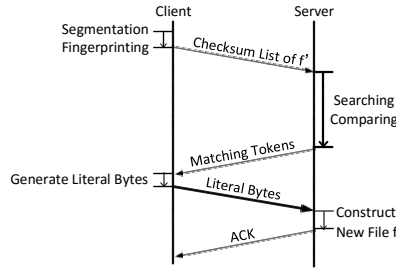 Client
Server
Segmentation
Fingerprinting
Checksum List of f'
Searching
Comparing
Matching Tokens
Generate Literal Bytes
Literal Bytes
Construct
New File f
ACK